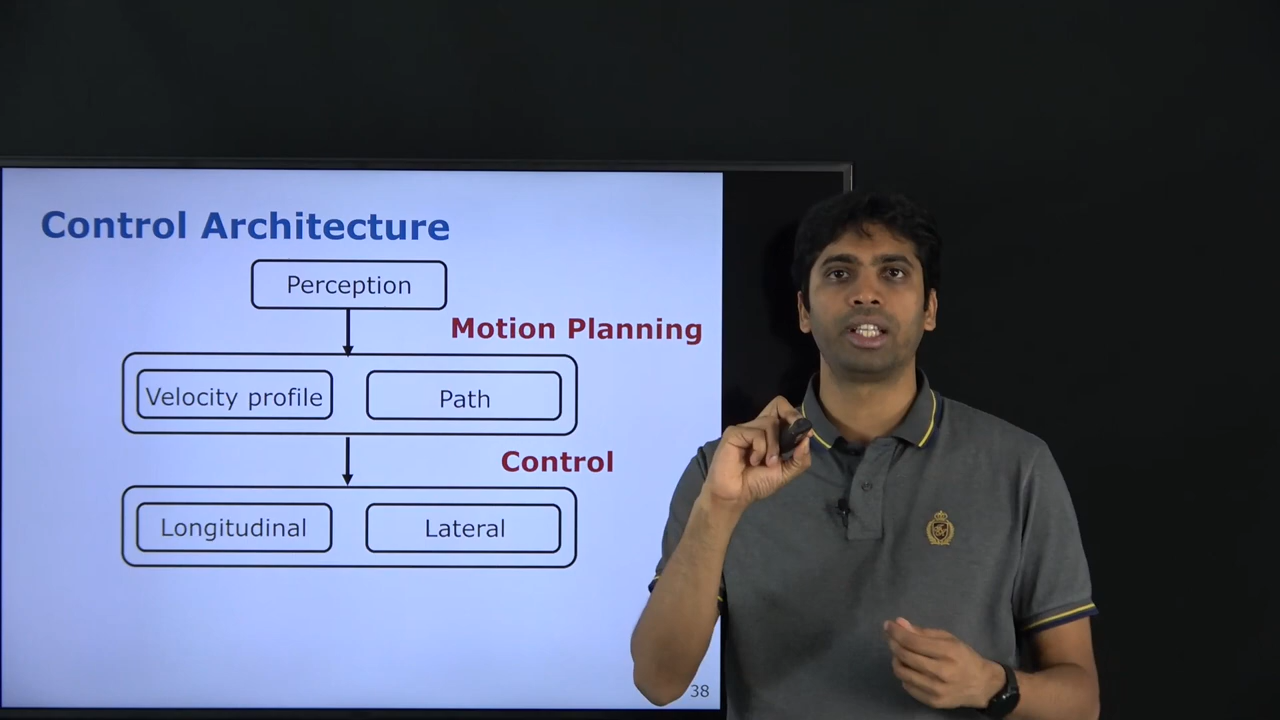 Control Architecture
Perception
Motion Planning
Velocity profile
Path
Control
Longitudinal
Lateral
38